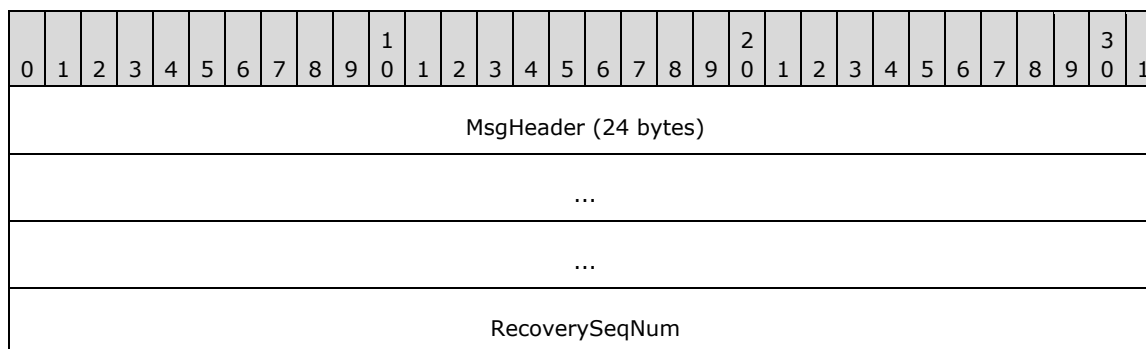 1 2 3
0 1 2 3 4 5 6 7 8 9 0 1 2 3 4 5 6 7 8 9 0 1 2 3 4 5 6 7 8 9 0 1
MsgHeader (24 bytes)
...
...
RecoverySeqNum